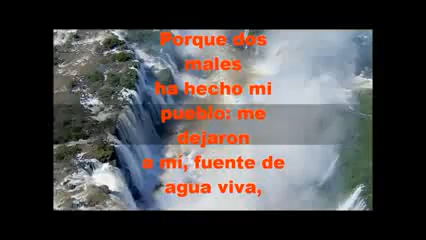 Porque dos
males
ha hecho mi
pueblo: me
dejaron
a mí, fuente de
agua viva,